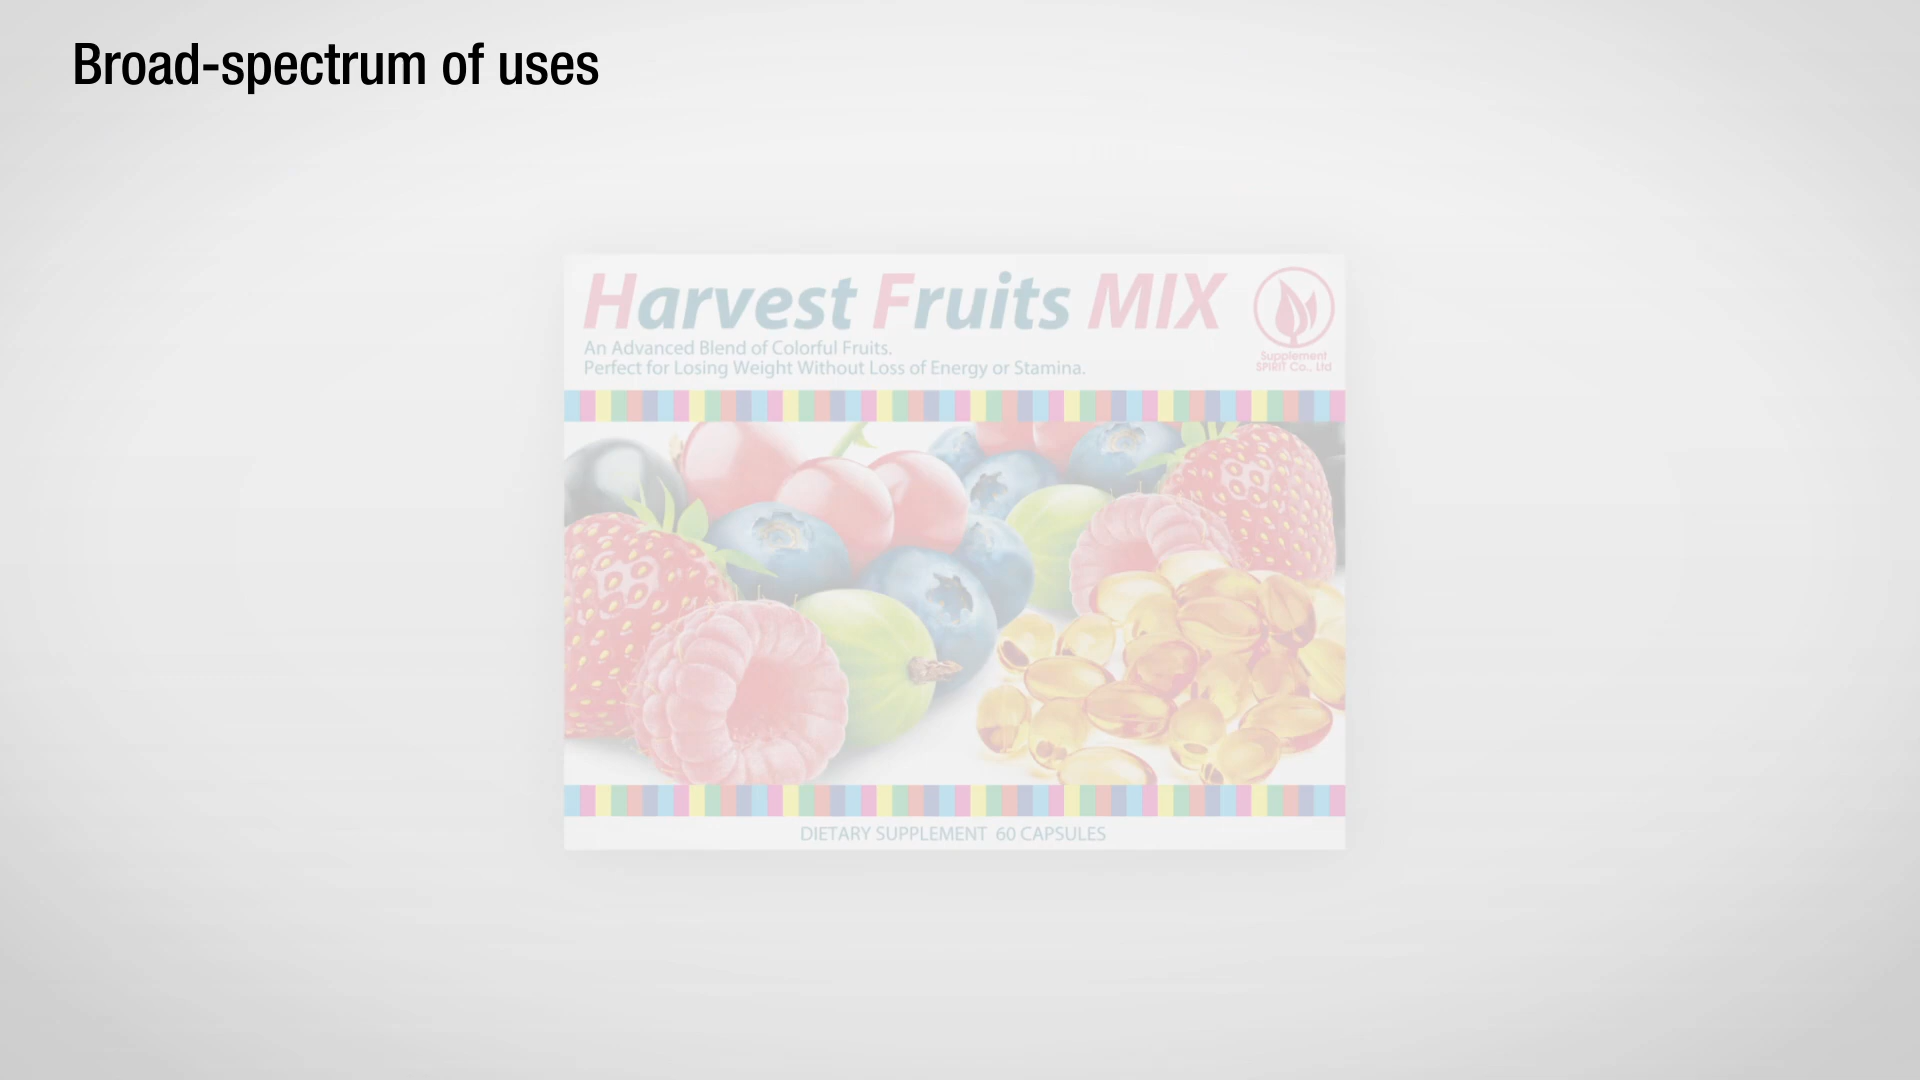 Broad-spectrum of uses
Harvest Fruits MIX
An Advanced Blend of Colorful Fruits.
Perfect for Losing Weight Without Loss of Energy or Stamina.
Supplement
SPIRIT Co., Ltd
DIETARY SUPPLEMENT 60 CAPSULES